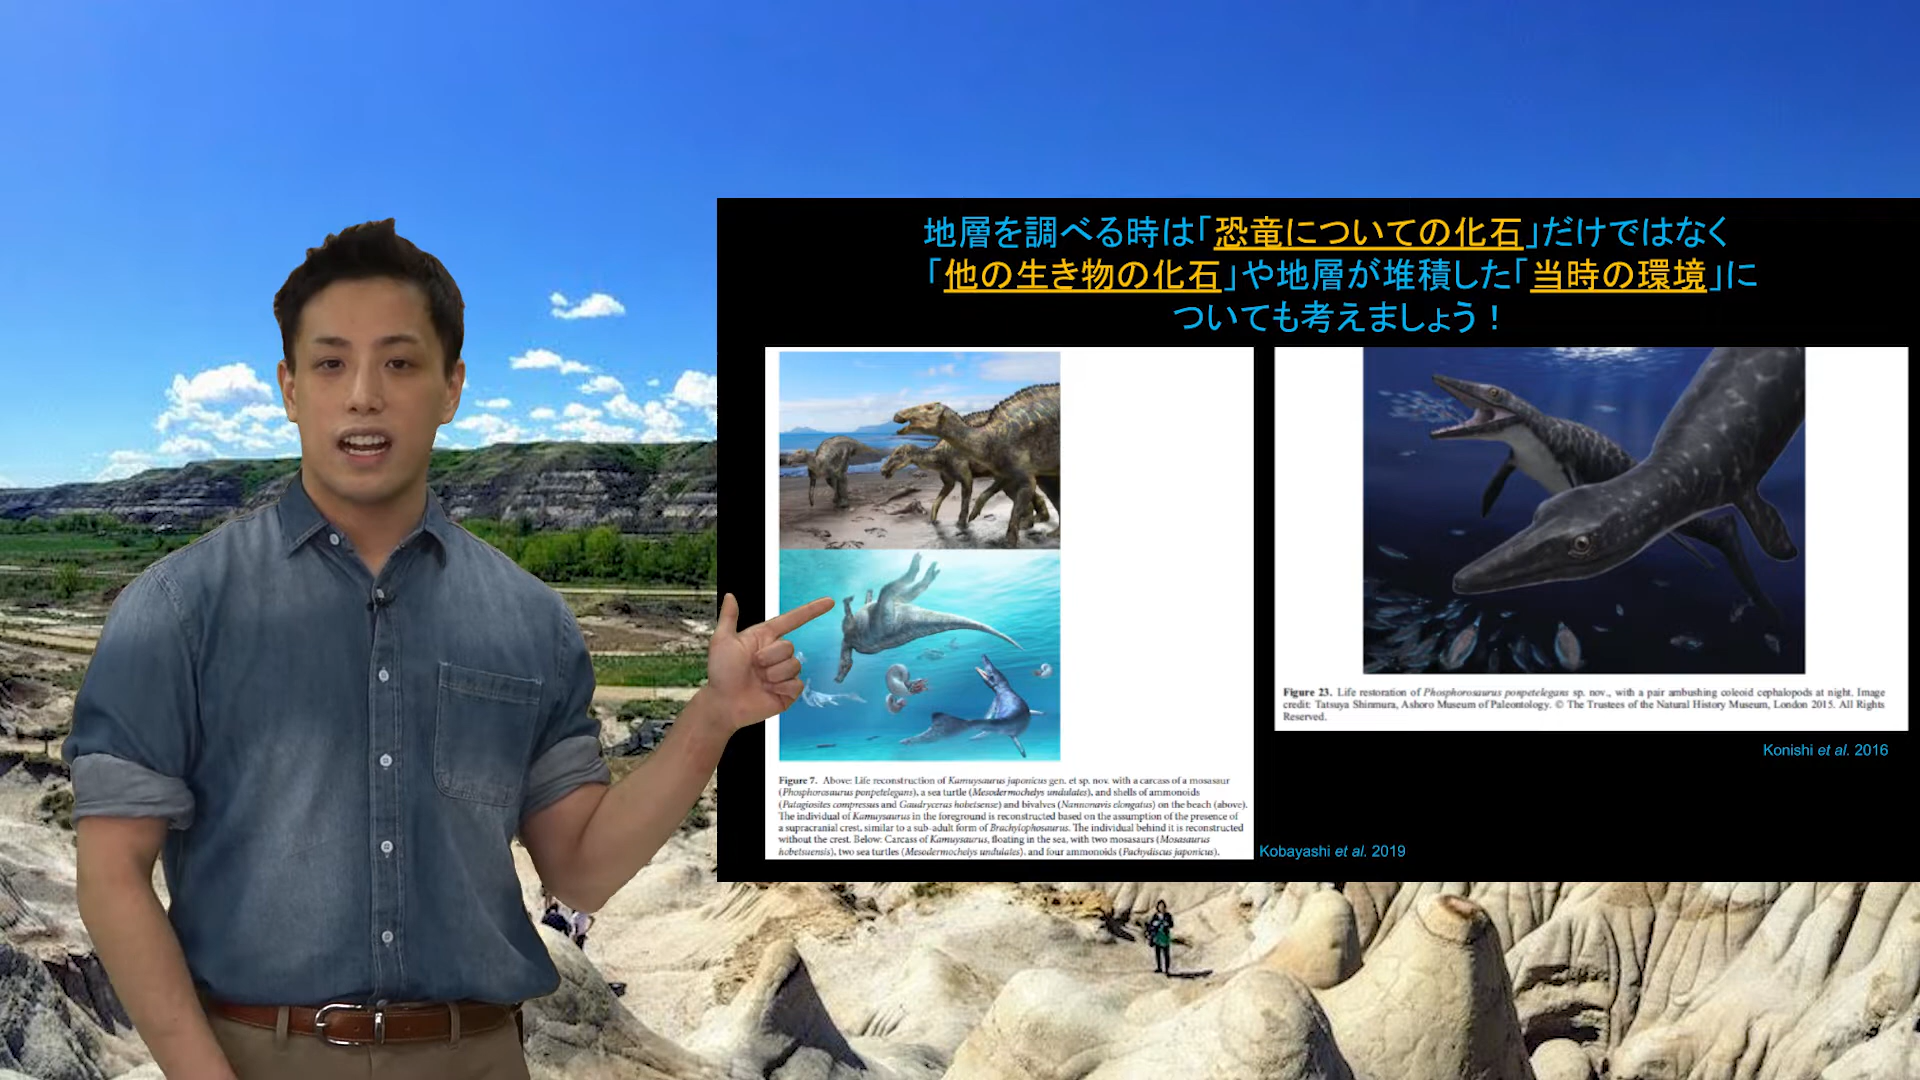 地層を調べる時は「恐竜についての化石」だけではなく
「他の生き物の化石」や地層が堆積した「当時の環境」に
ついても考えましょう！
Figure 7. Above: Life reconstruction of Kamuysaurus japonicus gen. et sp. nov. with a carcass of a mosasaur
(Phosphorosaurus ponpetelegans), a sea turtle (Mesodermochelys undulates), and shells of ammonoids
(Patagiosites compressus and Gaudryceras hobetsense) and bivalves (Nannonavis elongatus) on the beach (above).
The individual of Kamuysaurus in the foreground is reconstructed based on the assumption of the presence of
a supracranial crest, similar to a sub-adult form of Brachylophosaurus. The individual behind it is reconstructed
without the crest. Below: Carcass of Kamuysaurus, floating in the sea, with two mosasaurs (Mosasaurus
hobetsuensis), two sea turtles (Mesodermochelys undulates), and four ammonoids (Pachydiscus japonicus).
Kobayashi et al. 2019
Figure 23. Life restoration of Phosphorosaurus ponpetelegans sp. nov., with a pair ambushing coleoid cephalopods at night. Image
credit: Tatsuya Shinmura, Ashoro Museum of Paleontology. © The Trustees of the Natural History Museum, London 2015. All Rights
Reserved.
Konishi et al. 2016